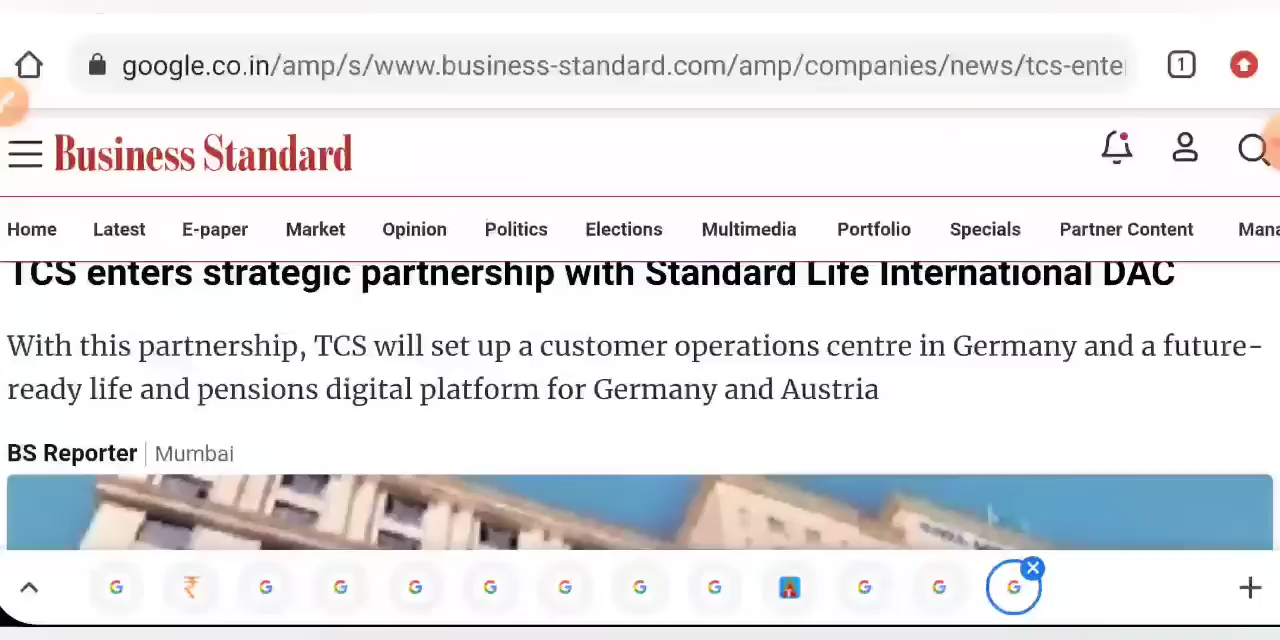 google.co.in/amp/s/www.business-standard.com/amp/companies/news/tcs-ente
1
Business Standard
Home Latest E-paper Market Opinion Politics Elections Multimedia Portfolio Specials Partner Content Mana
TCS enters strategic partnership with Standard Life International DAC
With this partnership, TCS will set up a customer operations centre in Germany and a future-
ready life and pensions digital platform for Germany and Austria
BS Reporter | Mumbai